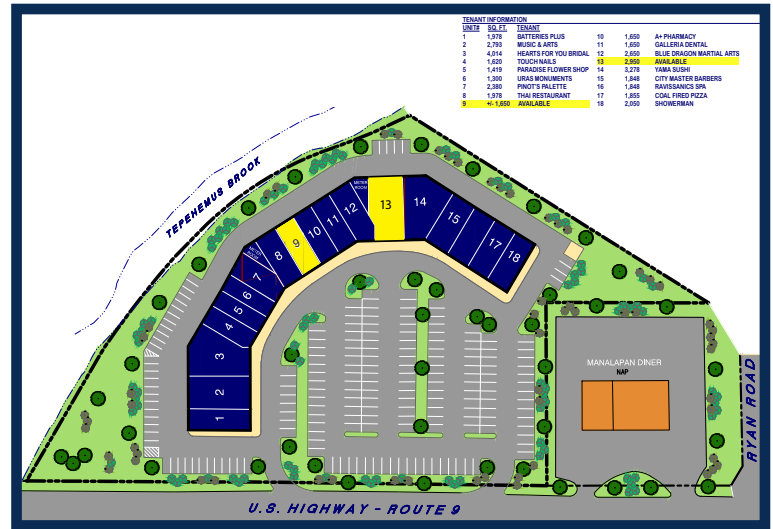 TENANT INFORMATION
UNIT# SQ. FT. TENANT
1 1,978 BATTERIES PLUS
2 2,793 MUSIC & ARTS
3 4,014 HEARTS FOR YOU BRIDAL
4 1,620 TOUCH NAILS
5 1,419 PARADISE FLOWER SHOP
6 1,300 URAS MONUMENTS
7 2,380 PINOT'S PALETTE
8 1,978 THAI RESTAURANT
9 +/- 1,650 AVAILABLE
10 1,650 A+ PHARMACY
11 1,650 GALLERIA DENTAL
12 2,650 BLUE DRAGON MARTIAL ARTS
13 2,950 AVAILABLE
14 3,278 YAMA SUSHI
15 1,848 CITY MASTER BARBERS
16 1,848 RAVISSANICS SPA
17 1,855 COAL FIRED PIZZA
18 2,050 SHOWERMAN
TEPEHEMUS BROOK
METER
ROOM
13
14
12
11
10
9
8
15
17
18
METER
ROOM
7
6
5
4
3
2
1
MANALAPAN DINER
NAP
RYAN ROAD
U.S. HIGHWAY - ROUTE 9